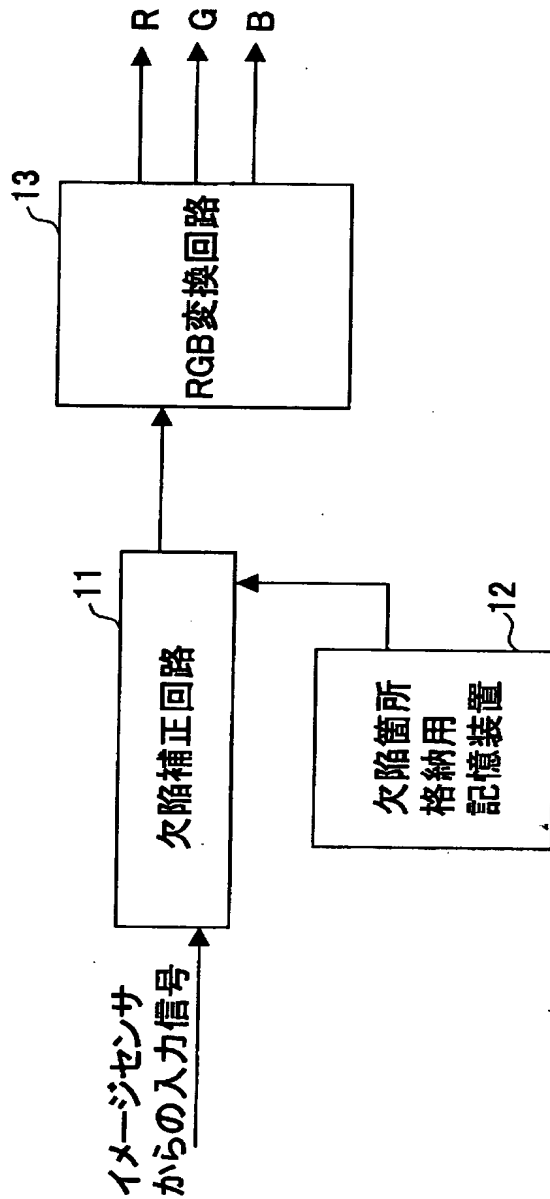 イメージセンサ
からの入力信号
11
欠陥補正回路
12
欠陥箇所
格納用
記憶装置
13
RGB変換回路
R
G
B